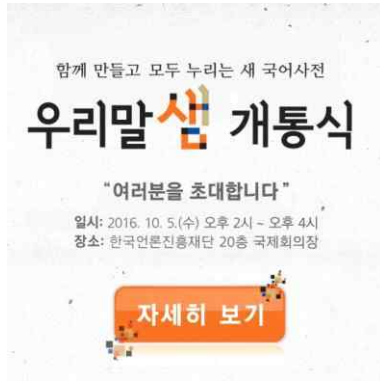 함께 만들고 모두 누리는 새 국어사전
우리말샘 개통식
“여러분을 초대합니다”
일시: 2016. 10. 5.(수) 오후 2시 ~ 오후 4시
장소: 한국언론진흥재단 20층 국제회의장
자세히 보기